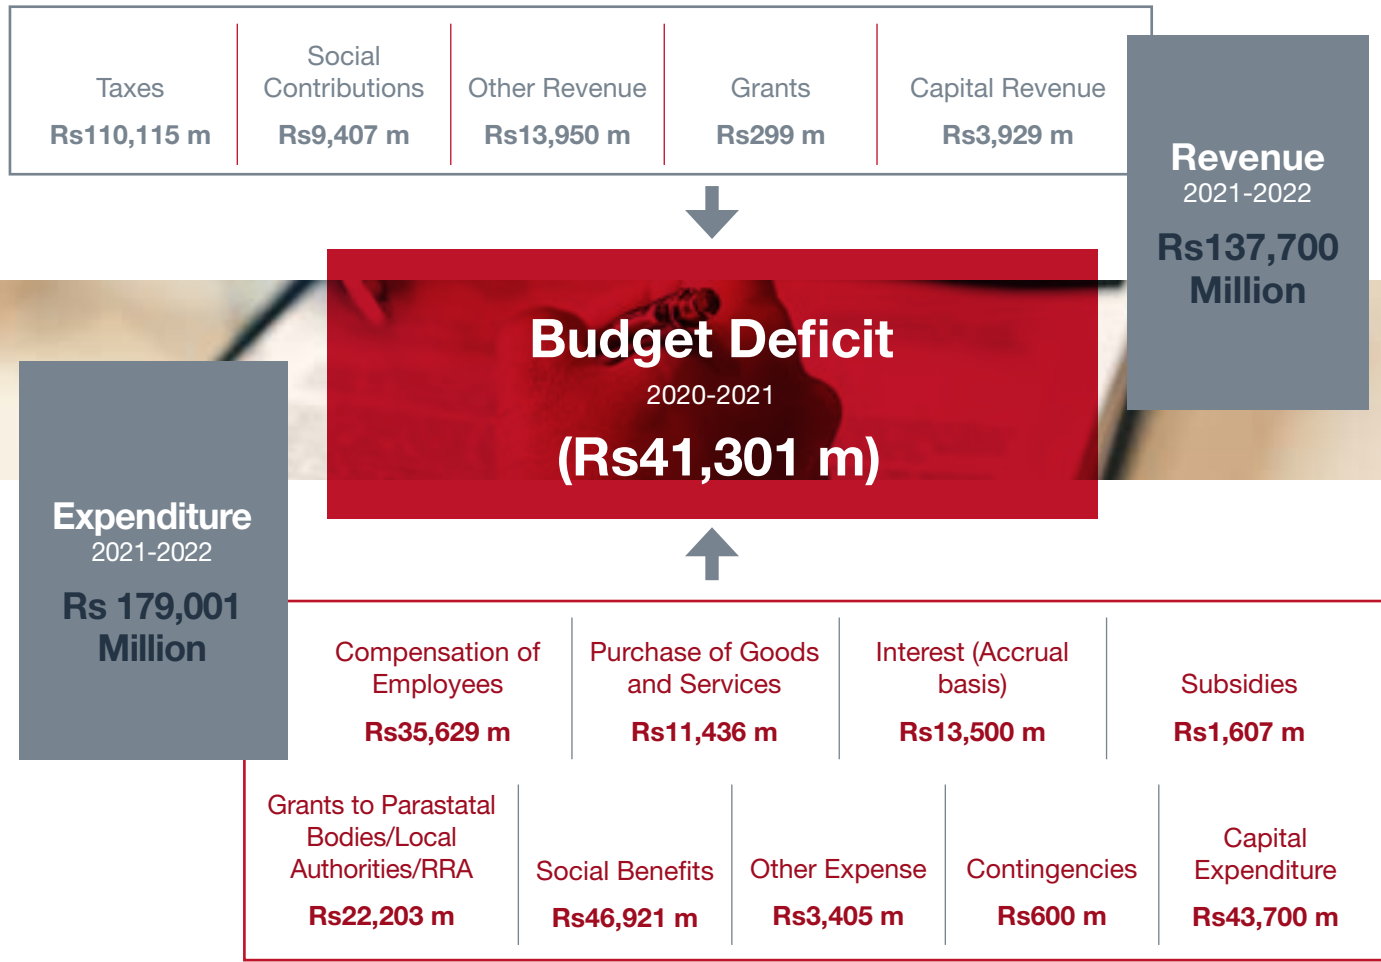 Taxes
Rs110,115 m
Social
Contributions
Rs9,407 m
Other Revenue
Rs13,950 m
Grants
Rs299 m
Capital Revenue
Rs3,929 m
Revenue
2021-2022
Rs137,700
Million
Budget Deficit
2020-2021
(Rs41,301 m)
Expenditure
2021-2022
Rs 179,001
Million
Compensation of
Employees
Rs35,629 m
Purchase of Goods
and Services
Rs11,436 m
Interest (Accrual
basis)
Rs13,500 m
Subsidies
Rs1,607 m
Grants to Parastatal
Bodies/Local
Authorities/RRA
Rs22,203 m
Social Benefits
Rs46,921 m
Other Expense
Rs3,405 m
Contingencies
Rs600 m
Capital
Expenditure
Rs43,700 m